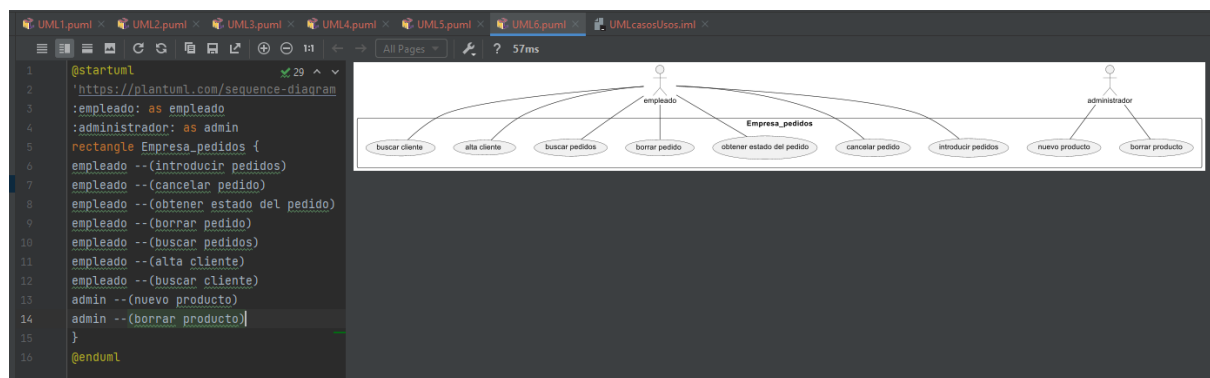 UML1.puml × UML2.puml × UML3.puml × UML4.puml × UML5.puml × UML6.puml × UMLcasosUsos.iml ×
1:1 All Pages ? 57ms
1 @startuml 29
2 'https://plantuml.com/sequence-diagram
3 :empleado: as empleado
4 :administrador: as admin
5 rectangle Empresa_pedidos {
6 empleado --(introducir pedidos)
7 empleado --(cancelar pedido)
8 empleado --(obtener estado del pedido)
9 empleado --(borrar pedido)
10 empleado --(buscar pedidos)
11 empleado --(alta cliente)
12 empleado --(buscar cliente)
13 admin --(nuevo producto)
14 admin --(borrar producto)
15 }
16 @enduml
empleado administrador
Empresa_pedidos
buscar cliente alta cliente buscar pedidos borrar pedido obtener estado del pedido cancelar pedido introducir pedidos nuevo producto borrar producto